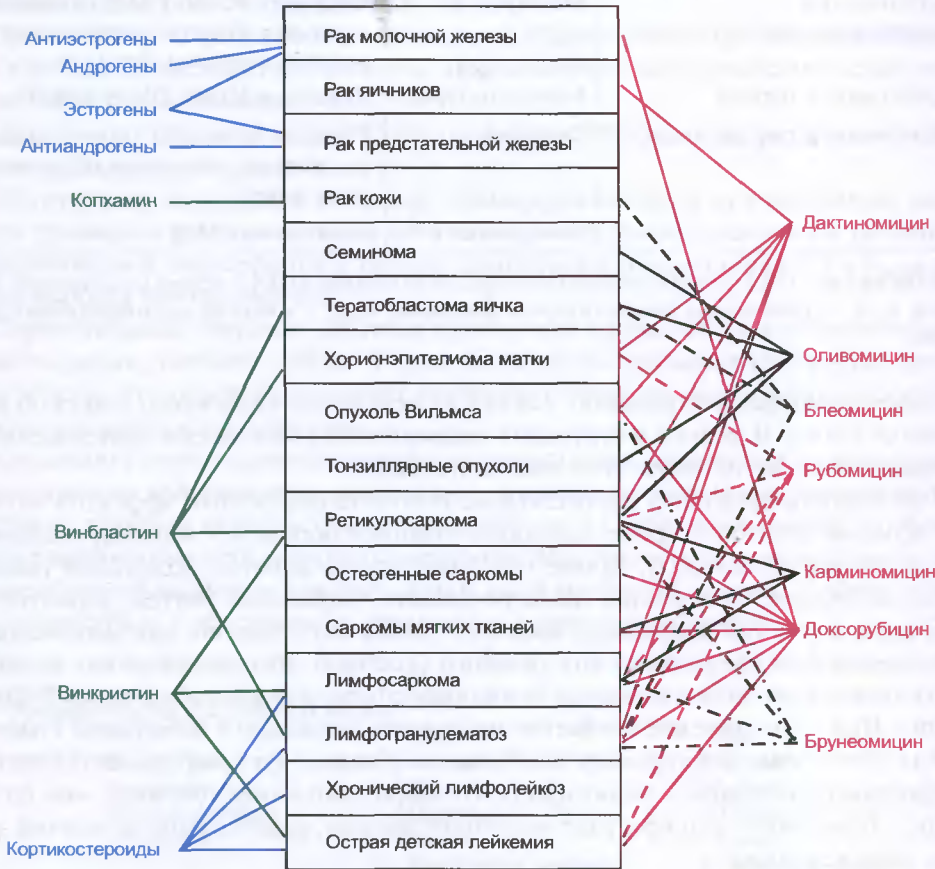 Антиэстрогены
Андрогены
Эстрогены
Антиандрогены
Копхамин
Винбластин
Винкристин
Кортикостероиды
Рак молочной железы
Рак яичников
Рак предстательной железы
Рак кожи
Семинома
Тератобластома яичка
Хорионэпителиома матки
Опухоль Вильмса
Тонзиллярные опухоли
Ретикулосаркома
Остеогенные саркомы
Саркомы мягких тканей
Лимфосаркома
Лимфогранулематоз
Хронический лимфолейкоз
Острая детская лейкемия
Дактиномицин
Оливомицин
Блеомицин
Рубомицин
Карминомицин
Доксорубицин
Брунеомицин